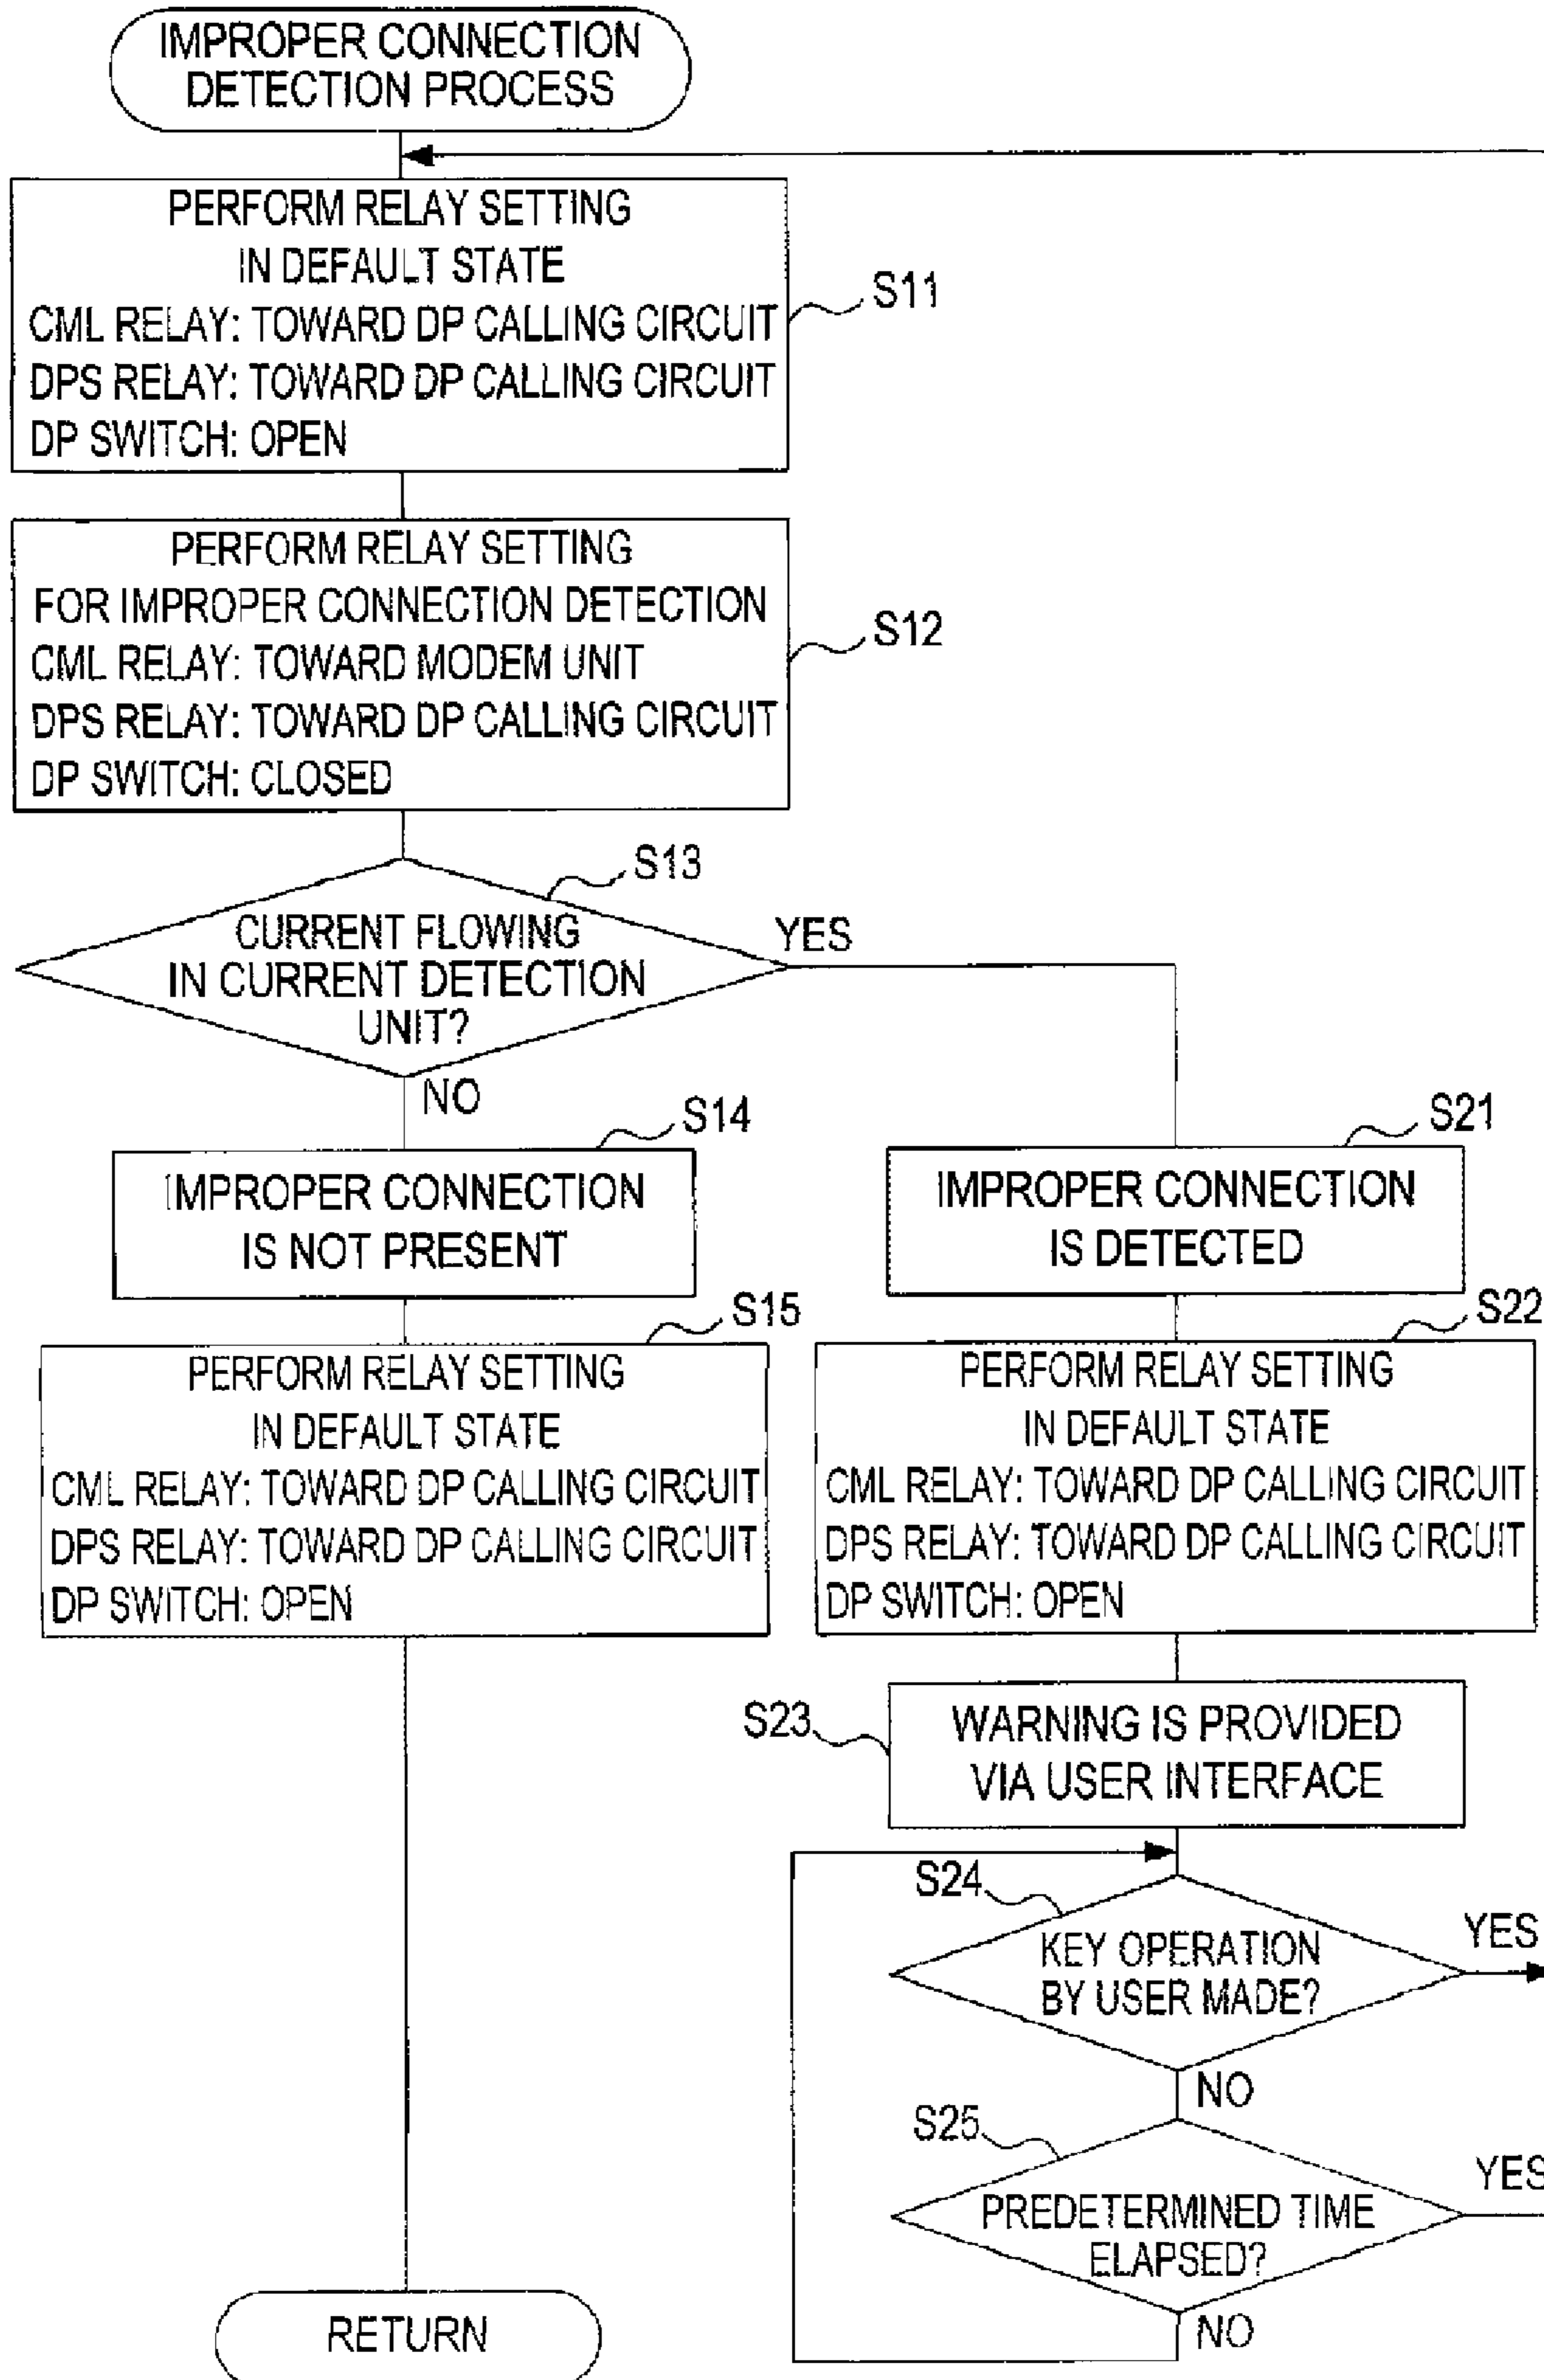 IMPROPER CONNECTION
DETECTION PROCESS
PERFORM RELAY SETTING
IN DEFAULT STATE
CML RELAY: TOWARD DP CALLING CIRCUIT
DPS RELAY: TOWARD DP CALLING CIRCUIT
DP SWITCH: OPEN
S11
PERFORM RELAY SETTING
FOR IMPROPER CONNECTION DETECTION
CML RELAY: TOWARD MODEM UNIT
DPS RELAY: TOWARD DP CALLING CIRCUIT
DP SWITCH: CLOSED
S12
S13
CURRENT FLOWING
IN CURRENT DETECTION
UNIT?
YES
NO
S14
IMPROPER CONNECTION
IS NOT PRESENT
S15
PERFORM RELAY SETTING
IN DEFAULT STATE
CML RELAY: TOWARD DP CALLING CIRCUIT
DPS RELAY: TOWARD DP CALLING CIRCUIT
DP SWITCH: OPEN
RETURN
S21
IMPROPER CONNECTION
IS DETECTED
S22
PERFORM RELAY SETTING
IN DEFAULT STATE
CML RELAY: TOWARD DP CALLING CIRCUIT
DPS RELAY: TOWARD DP CALLING CIRCUIT
DP SWITCH: OPEN
S23
WARNING IS PROVIDED
VIA USER INTERFACE
S24
KEY OPERATION
BY USER MADE?
YES
NO
S25
PREDETERMINED TIME
ELAPSED?
YES
NO